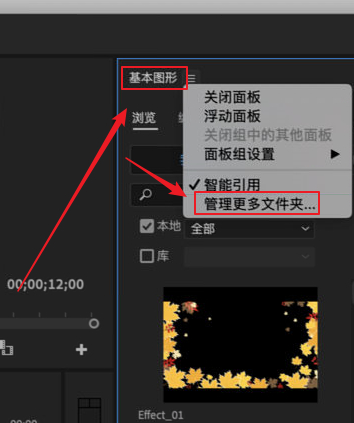 基本图形
关闭面板
浮动面板
关闭组中的其他面板
面板组设置
浏览
智能引用
管理更多文件夹...
本地
全部
库
00;00;12;00
Effect_01